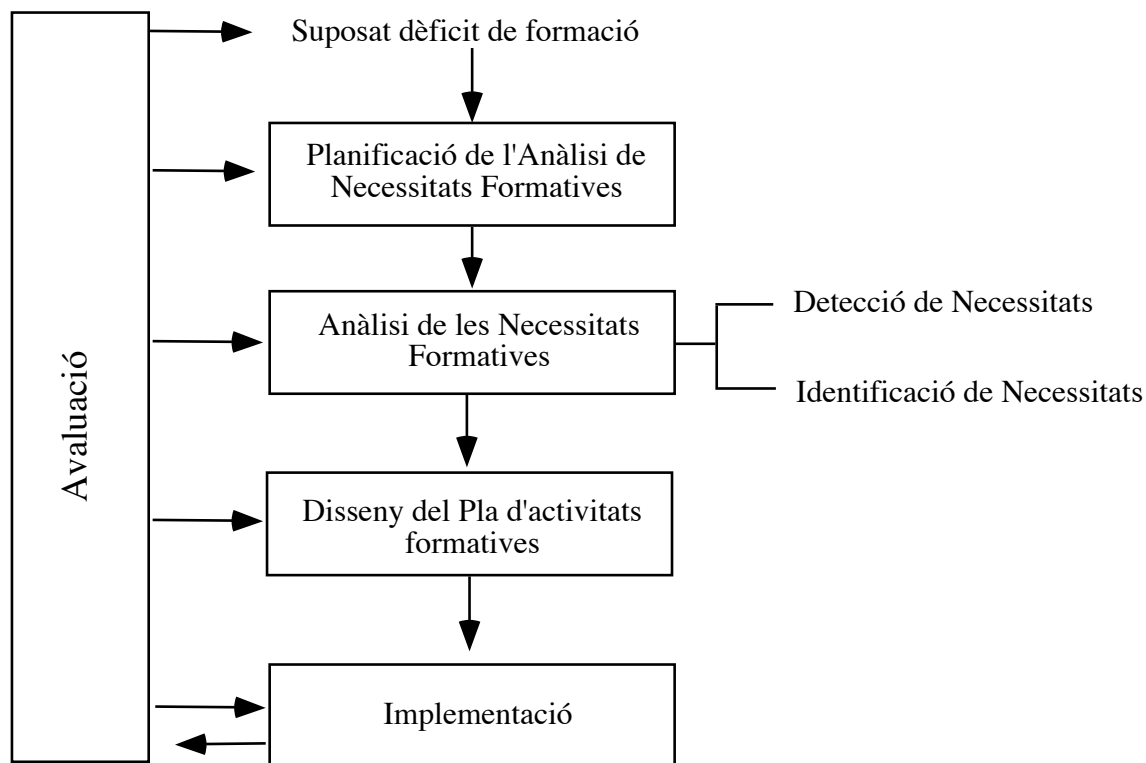 Suposat dèficit de formació
Planificació de l'Anàlisi de
Necessitats Formatives
Anàlisi de les Necessitats
Formatives
Detecció de Necessitats
Identificació de Necessitats
Avaluació
Disseny del Pla d'activitats
formatives
Implementació